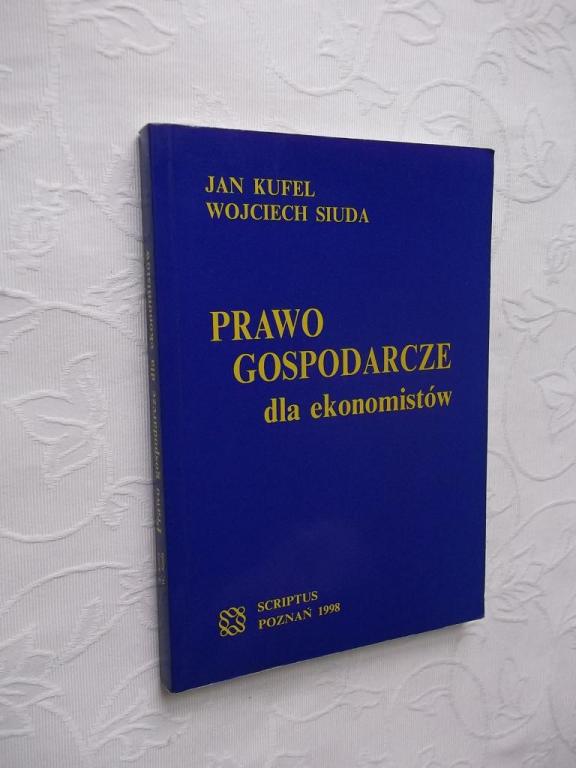 JAN KUFEL
WOJCIECH SIUDA
PRAWO
GOSPODARCZE
dla ekonomistów
SCRIPTUS
POZNAŃ 1998
Prawo gospodarcze dla ekonomistów